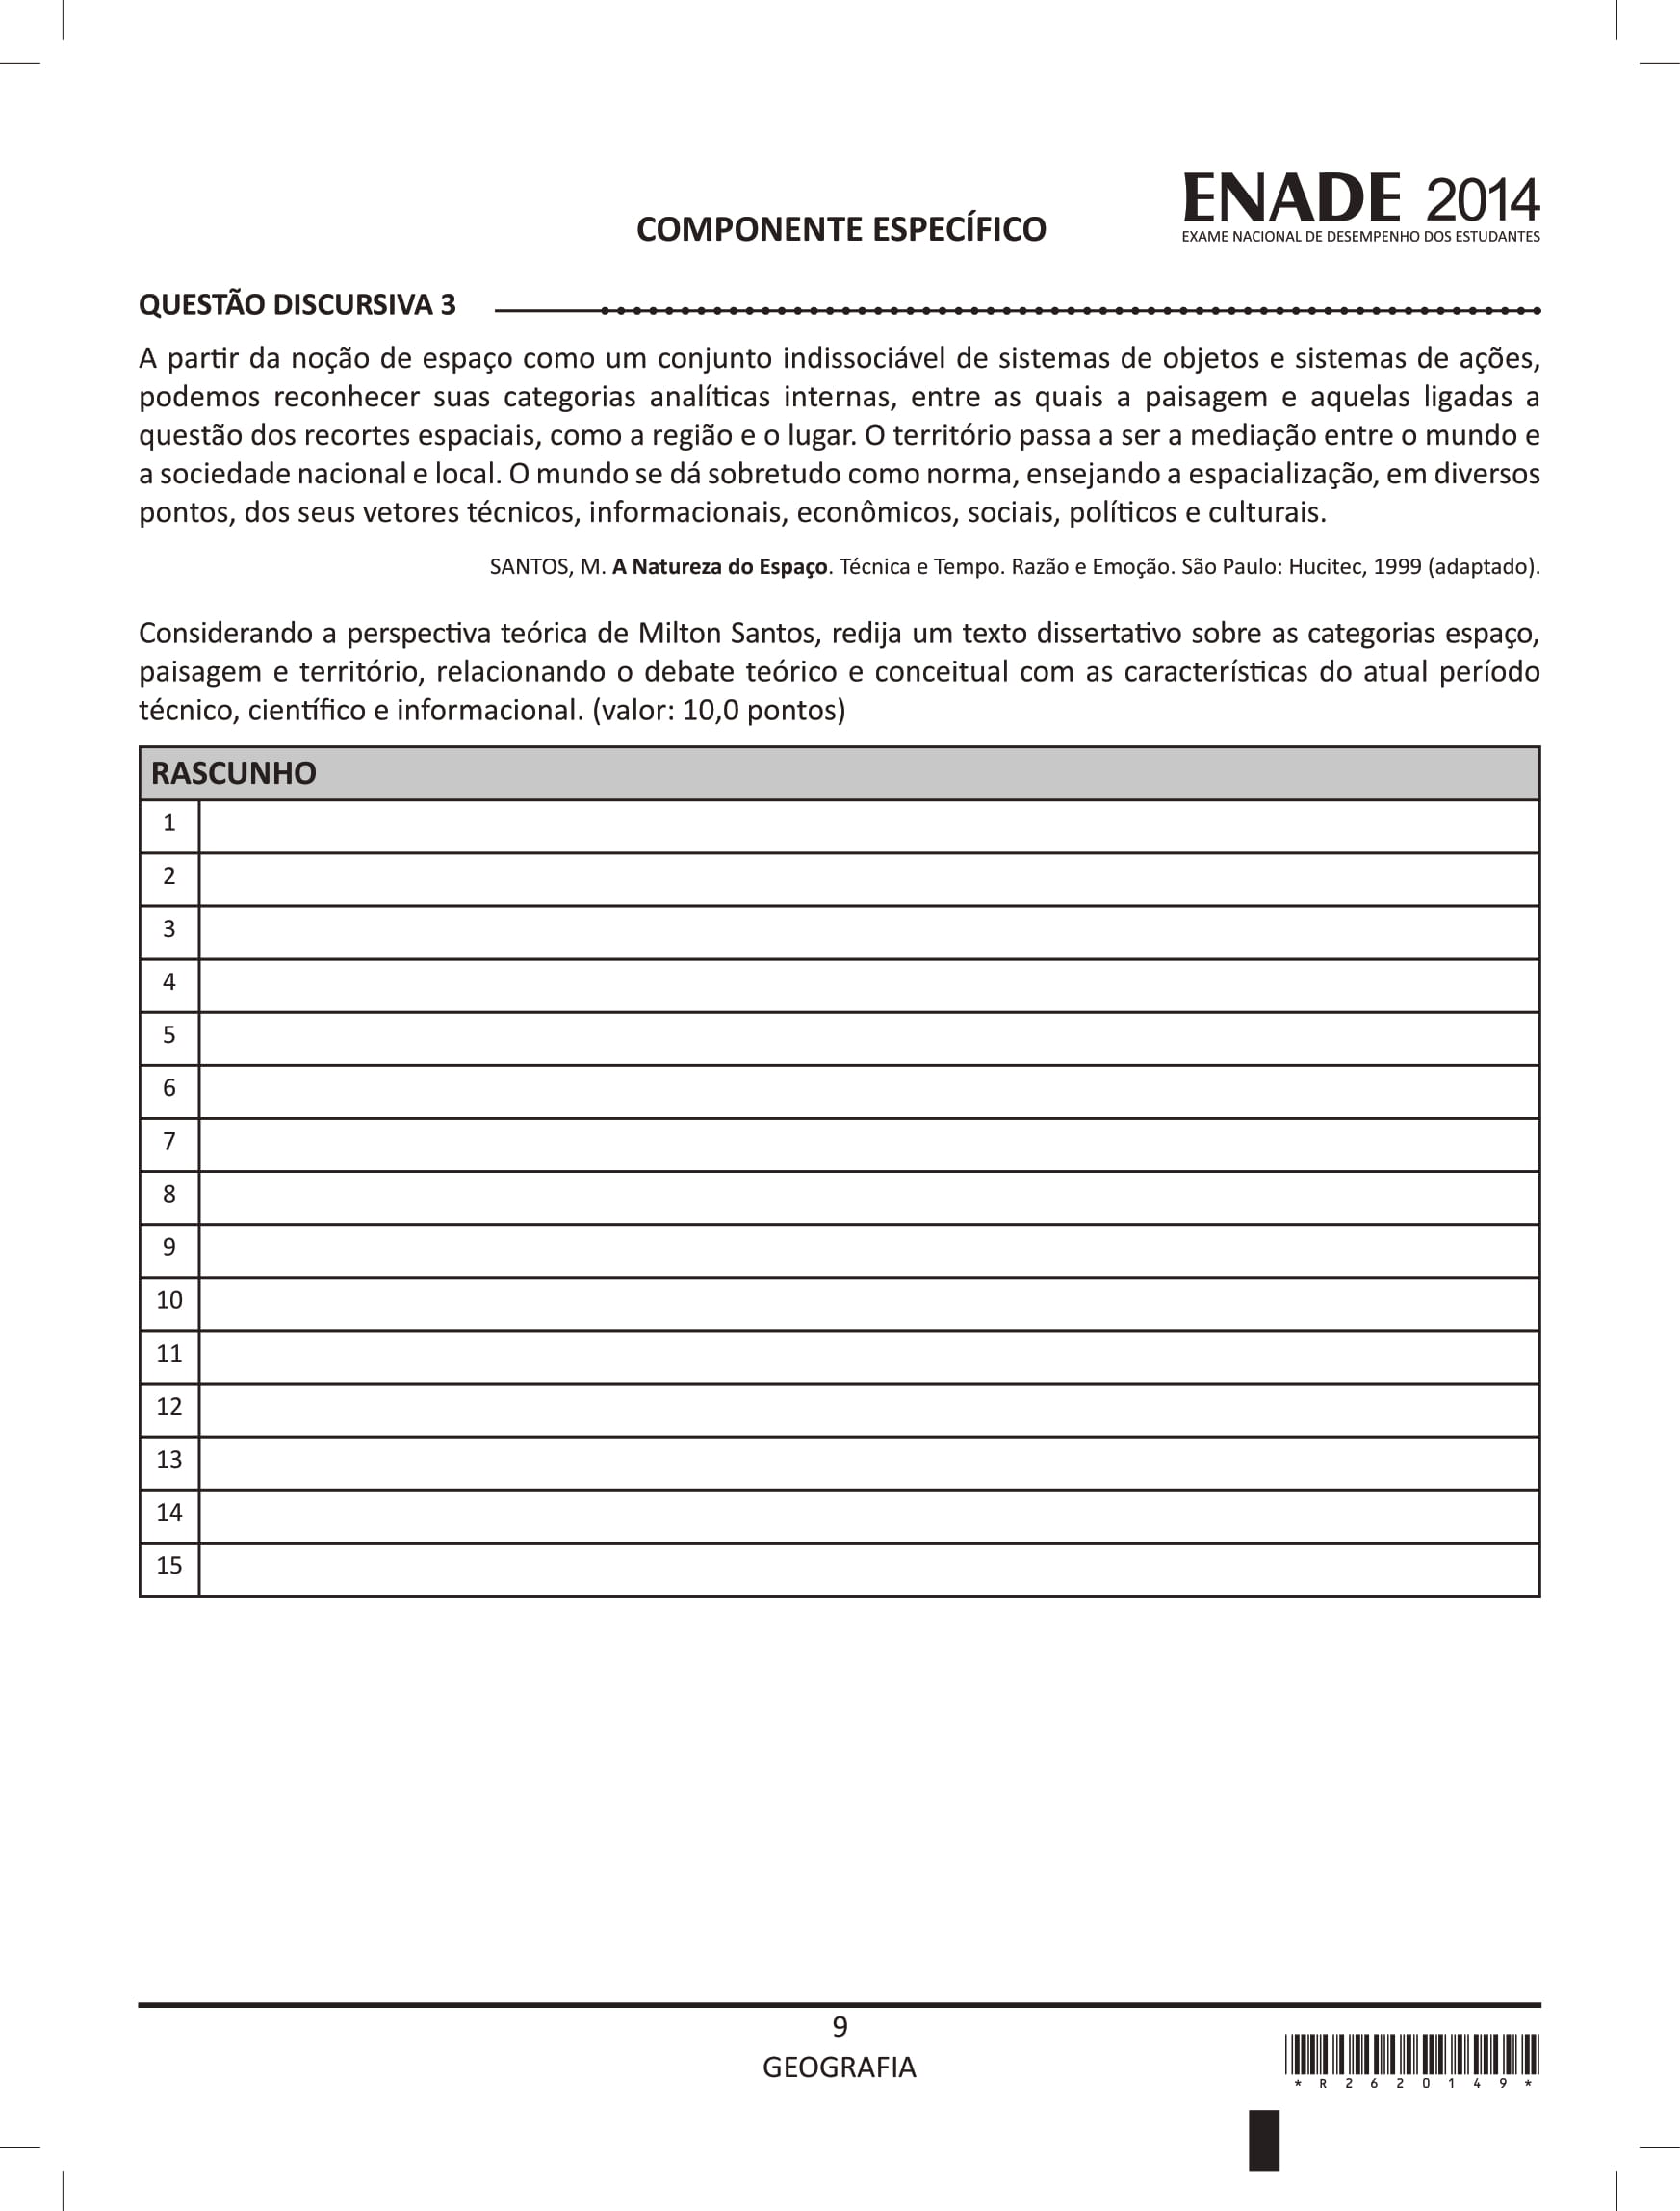 ENADE 2014
EXAME NACIONAL DE DESEMPENHO DOS ESTUDANTES
COMPONENTE ESPECÍFICO
QUESTÃO DISCURSIVA 3
A partir da noção de espaço como um conjunto indissociável de sistemas de objetos e sistemas de ações,
podemos reconhecer suas categorias analíticas internas, entre as quais a paisagem e aquelas ligadas a
questão dos recortes espaciais, como a região e o lugar. O território passa a ser a mediação entre o mundo e
a sociedade nacional e local. O mundo se dá sobretudo como norma, ensejando a espacialização, em diversos
pontos, dos seus vetores técnicos, informacionais, econômicos, sociais, políticos e culturais.
SANTOS, M. A Natureza do Espaço. Técnica e Tempo. Razão e Emoção. São Paulo: Hucitec, 1999 (adaptado).
Considerando a perspectiva teórica de Milton Santos, redija um texto dissertativo sobre as categorias espaço,
paisagem e território, relacionando o debate teórico e conceitual com as características do atual período
técnico, científico e informacional. (valor: 10,0 pontos)
RASCUNHO
1
2
3
4
5
6
7
8
9
10
11
12
13
14
15
9
GEOGRAFIA
* R 2 6 2 0 1 4 9 *